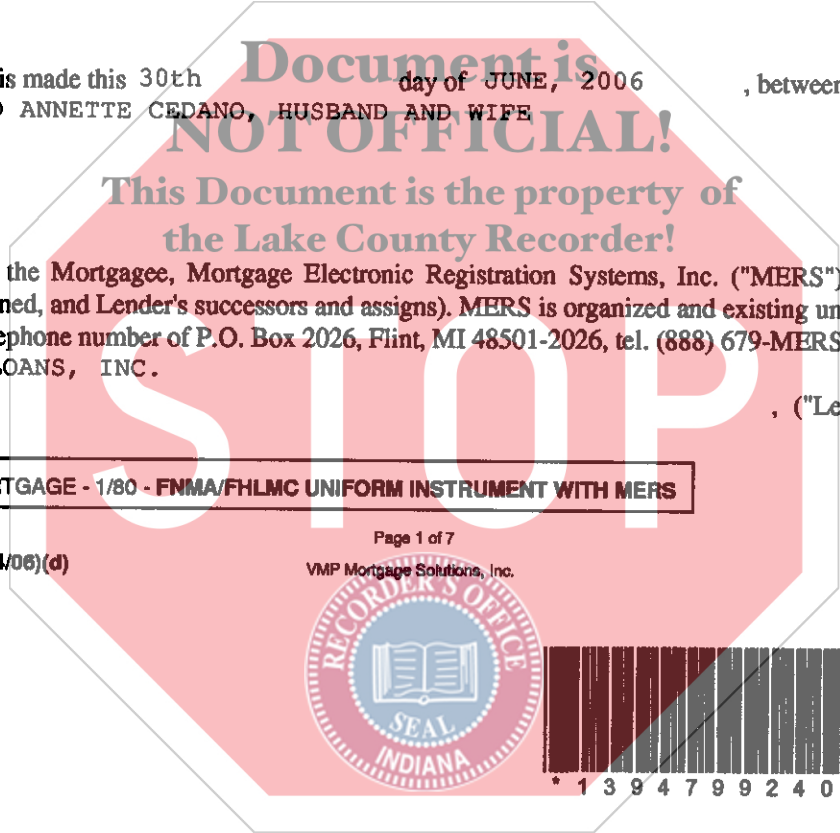 Document is
is made this 30th day of JUNE, 2006 , between
ANNETTE CEDANO, HUSBAND AND WIFE
NOT OFFICIAL!
This Document is the property of
the Lake County Recorder!
the Mortgagee, Mortgage Electronic Registration Systems, Inc. ("MERS")
ned, and Lender's successors and assigns). MERS is organized and existing un
ephone number of P.O. Box 2026, Flint, MI 48501-2026, tel. (888) 679-MERS
OANS, INC.
STOP
, ("Le
TGAGE - 1/80 - FNMA/FHLMC UNIFORM INSTRUMENT WITH MERS
Page 1 of 7
/06)(d)
VMP Mortgage Solutions, Inc.
RECORDER'S OFFICE
SEAL
INDIANA
* 1 3 9 4 7 9 9 2 4 0